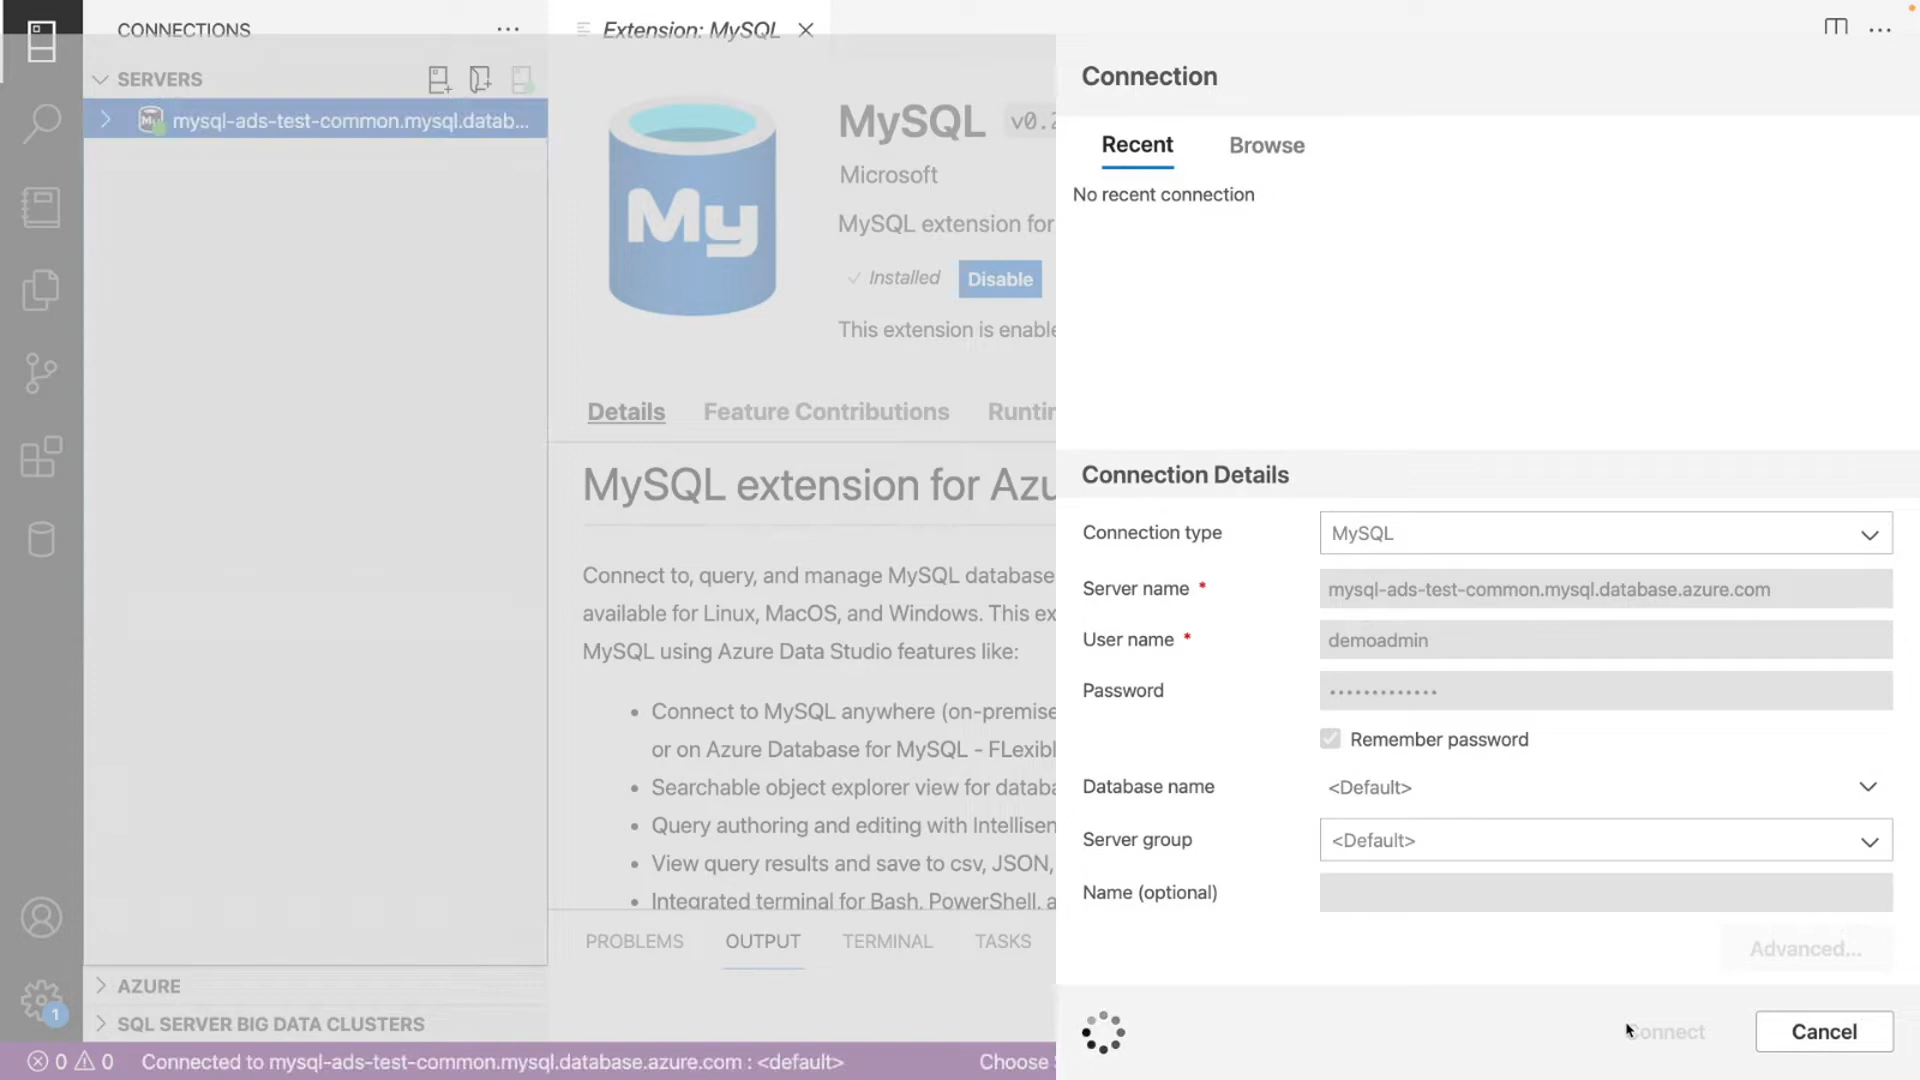 CONNECTIONS
SERVERS
mysql-ads-test-common.mysql.datab...
AZURE
SQL SERVER BIG DATA CLUSTERS
1
Extension: MySQL
My
MySQL
v0.2
Microsoft
MySQL extension for
Installed
Disable
This extension is enable
Details
Feature Contributions
Runtin
MySQL extension for Azu
Connect to, query, and manage MySQL database
available for Linux, MacOS, and Windows. This ex
MySQL using Azure Data Studio features like:
• Connect to MySQL anywhere (on-premise
or on Azure Database for MySQL - FLexibl
• Searchable object explorer view for databa
• Query authoring and editing with Intellisen
• View query results and save to csv, JSON,
• Integrated terminal for Bash, PowerShell, a
PROBLEMS
OUTPUT
TERMINAL
TASKS
Connection
Recent
Browse
No recent connection
Connection Details
Connection type
MySQL
Server name *
mysql-ads-test-common.mysql.database.azure.com
User name *
demoadmin
Password
•••••••••••••
Remember password
Database name
<Default>
Server group
<Default>
Name (optional)
Advanced...
Connect
Cancel
0
0
Connected to mysql-ads-test-common.mysql.database.azure.com : <default>
Choose